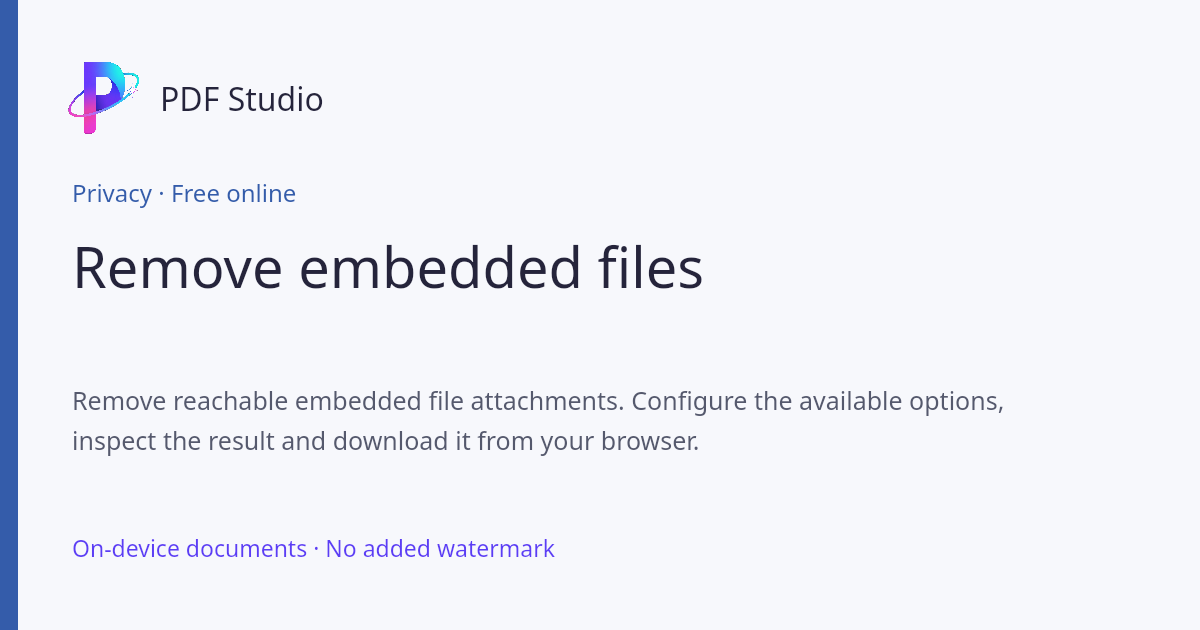 PDF Studio
Privacy · Free online
Remove embedded files
Remove reachable embedded file attachments. Configure the available options,
inspect the result and download it from your browser.
On-device documents · No added watermark